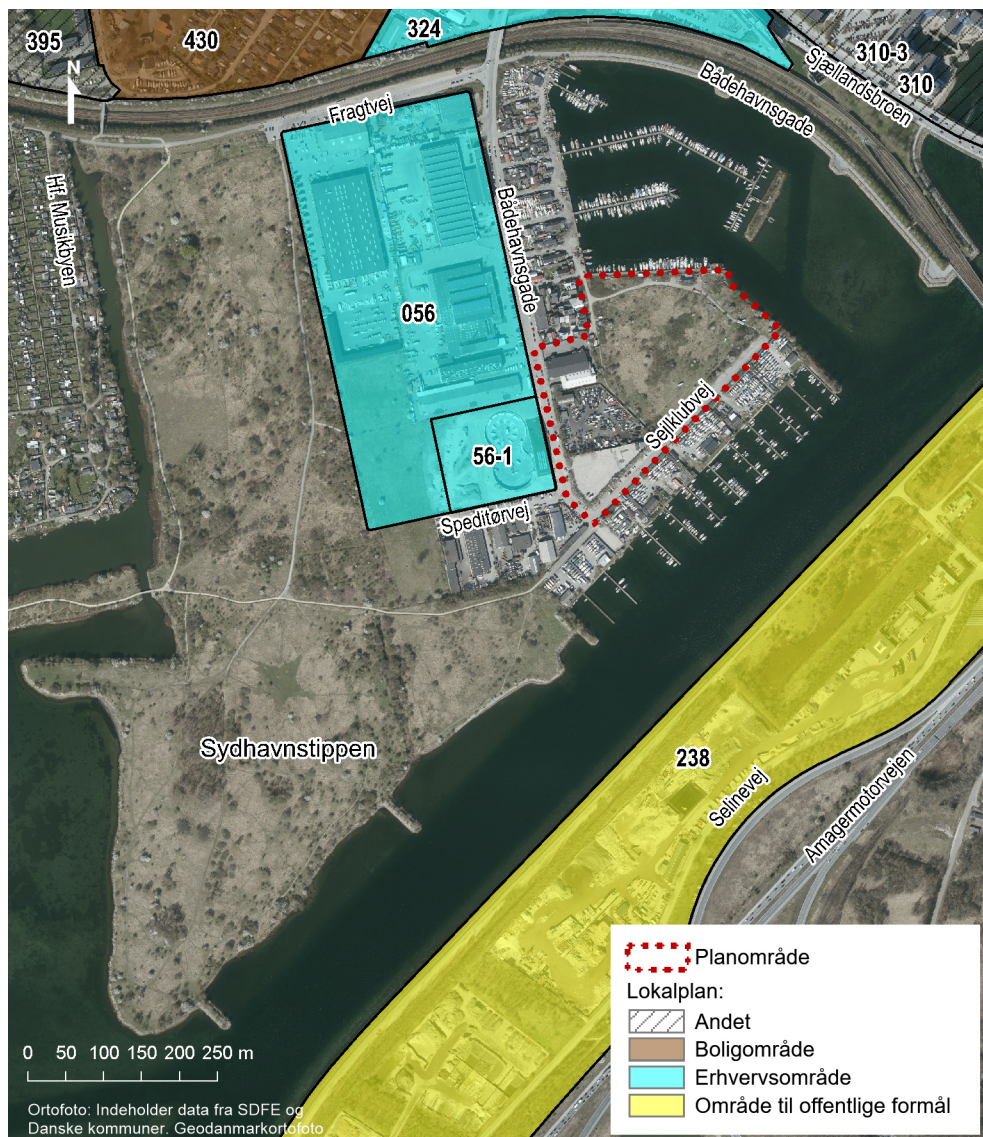 395
430
324
310-3
310
N
Sjællandsbroen
Bådehavnsgade
Fragtvej
Hf. Musikbyen
Bådehavnsgade
056
Sejlklubvej
56-1
Speditørvej
Sydhavnstippen
238
Selinevej
Amagermotorvejen
Planområde
Lokalplan:
Andet
Boligområde
Erhvervsområde
Område til offentlige formål
0 50 100 150 200 250 m
Ortofoto: Indeholder data fra SDFE og
Danske kommuner. Geodanmarkortofoto